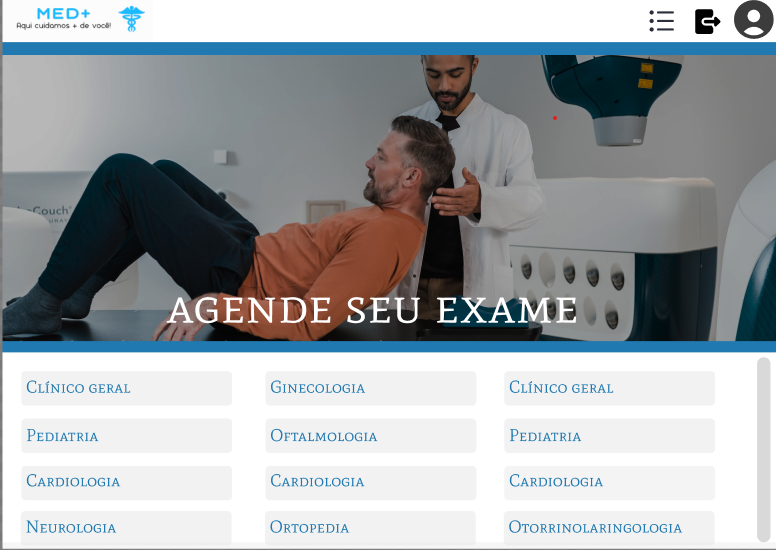 MED+
Aqui cuidamos + de você!
AGENDE SEU EXAME
Clínico geral
Ginecologia
Clínico geral
Pediatria
Oftalmologia
Pediatria
Cardiologia
Cardiologia
Cardiologia
Neurologia
Ortopedia
Otorrinolaringologia